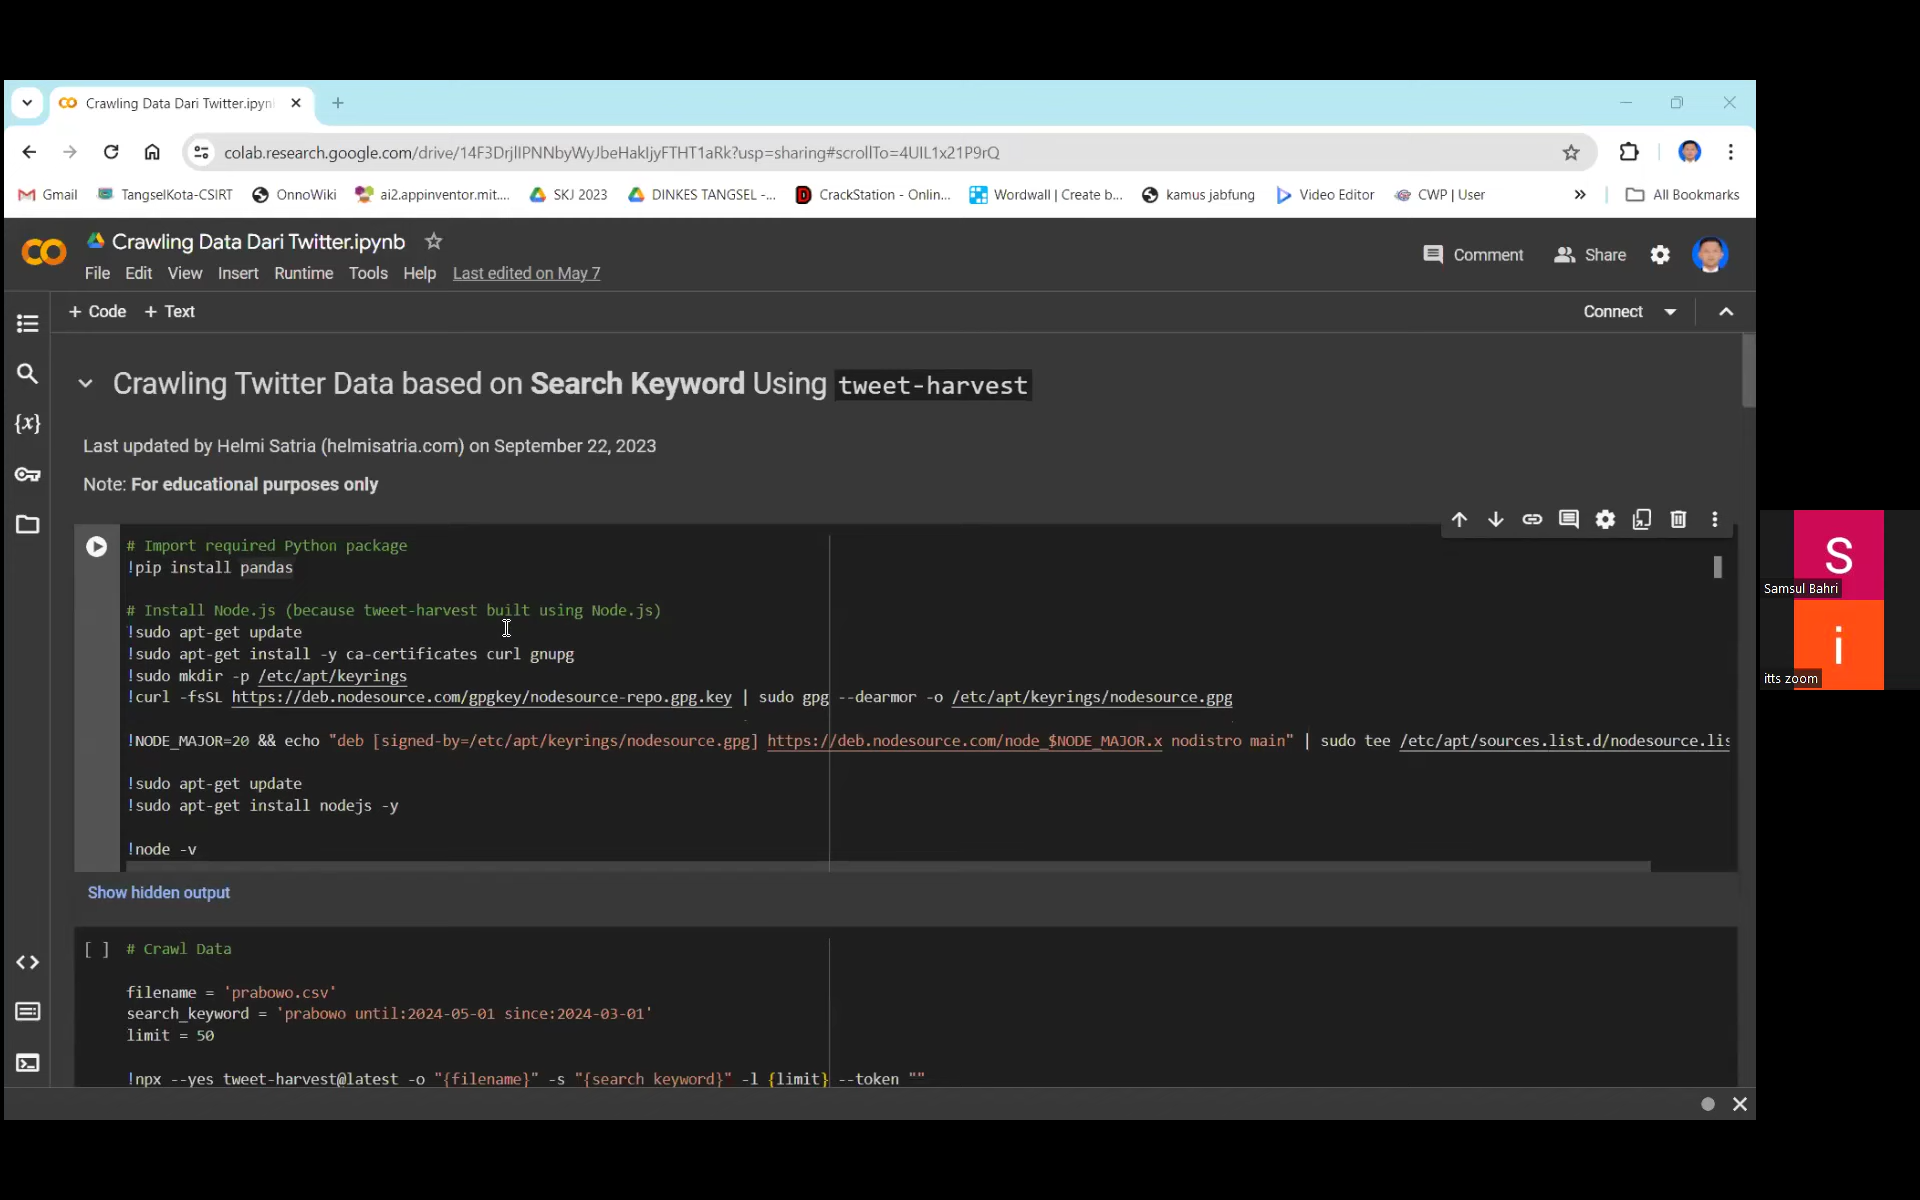 Crawling Data Dari Twitter.ipyn
colab.research.google.com/drive/14F3DrjlIPNNbyWyJbeHakIjyFTHT1aRk?usp=sharing#scrollTo=4UIL1x21P9rQ
Gmail TangselKota-CSIRT OnnoWiki ai2.appinventor.mit.... SKJ 2023 DINKES TANGSEL -... CrackStation - Onlin... Wordwall | Create b... kamus jabfung Video Editor CWP | User » All Bookmarks
Crawling Data Dari Twitter.ipynb
Comment Share
File Edit View Insert Runtime Tools Help Last edited on May 7
+ Code + Text Connect
Crawling Twitter Data based on Search Keyword Using tweet-harvest
Last updated by Helmi Satria (helmisatria.com) on September 22, 2023
Note: For educational purposes only
# Import required Python package
!pip install pandas
# Install Node.js (because tweet-harvest built using Node.js)
!sudo apt-get update
!sudo apt-get install -y ca-certificates curl gnupg
!sudo mkdir -p /etc/apt/keyrings
!curl -fsSL https://deb.nodesource.com/gpgkey/nodesource-repo.gpg.key | sudo gpg --dearmor -o /etc/apt/keyrings/nodesource.gpg
!NODE_MAJOR=20 && echo "deb [signed-by=/etc/apt/keyrings/nodesource.gpg] https://deb.nodesource.com/node_$NODE_MAJOR.x nodistro main" | sudo tee /etc/apt/sources.list.d/nodesource.lis
!sudo apt-get update
!sudo apt-get install nodejs -y
!node -v
Show hidden output
[ ] # Crawl Data
filename = 'prabowo.csv'
search_keyword = 'prabowo until:2024-05-01 since:2024-03-01'
limit = 50
!npx --yes tweet-harvest@latest -o "{filename}" -s "{search_keyword}" -l {limit} --token ""
S
Samsul Bahri
i
itts zoom